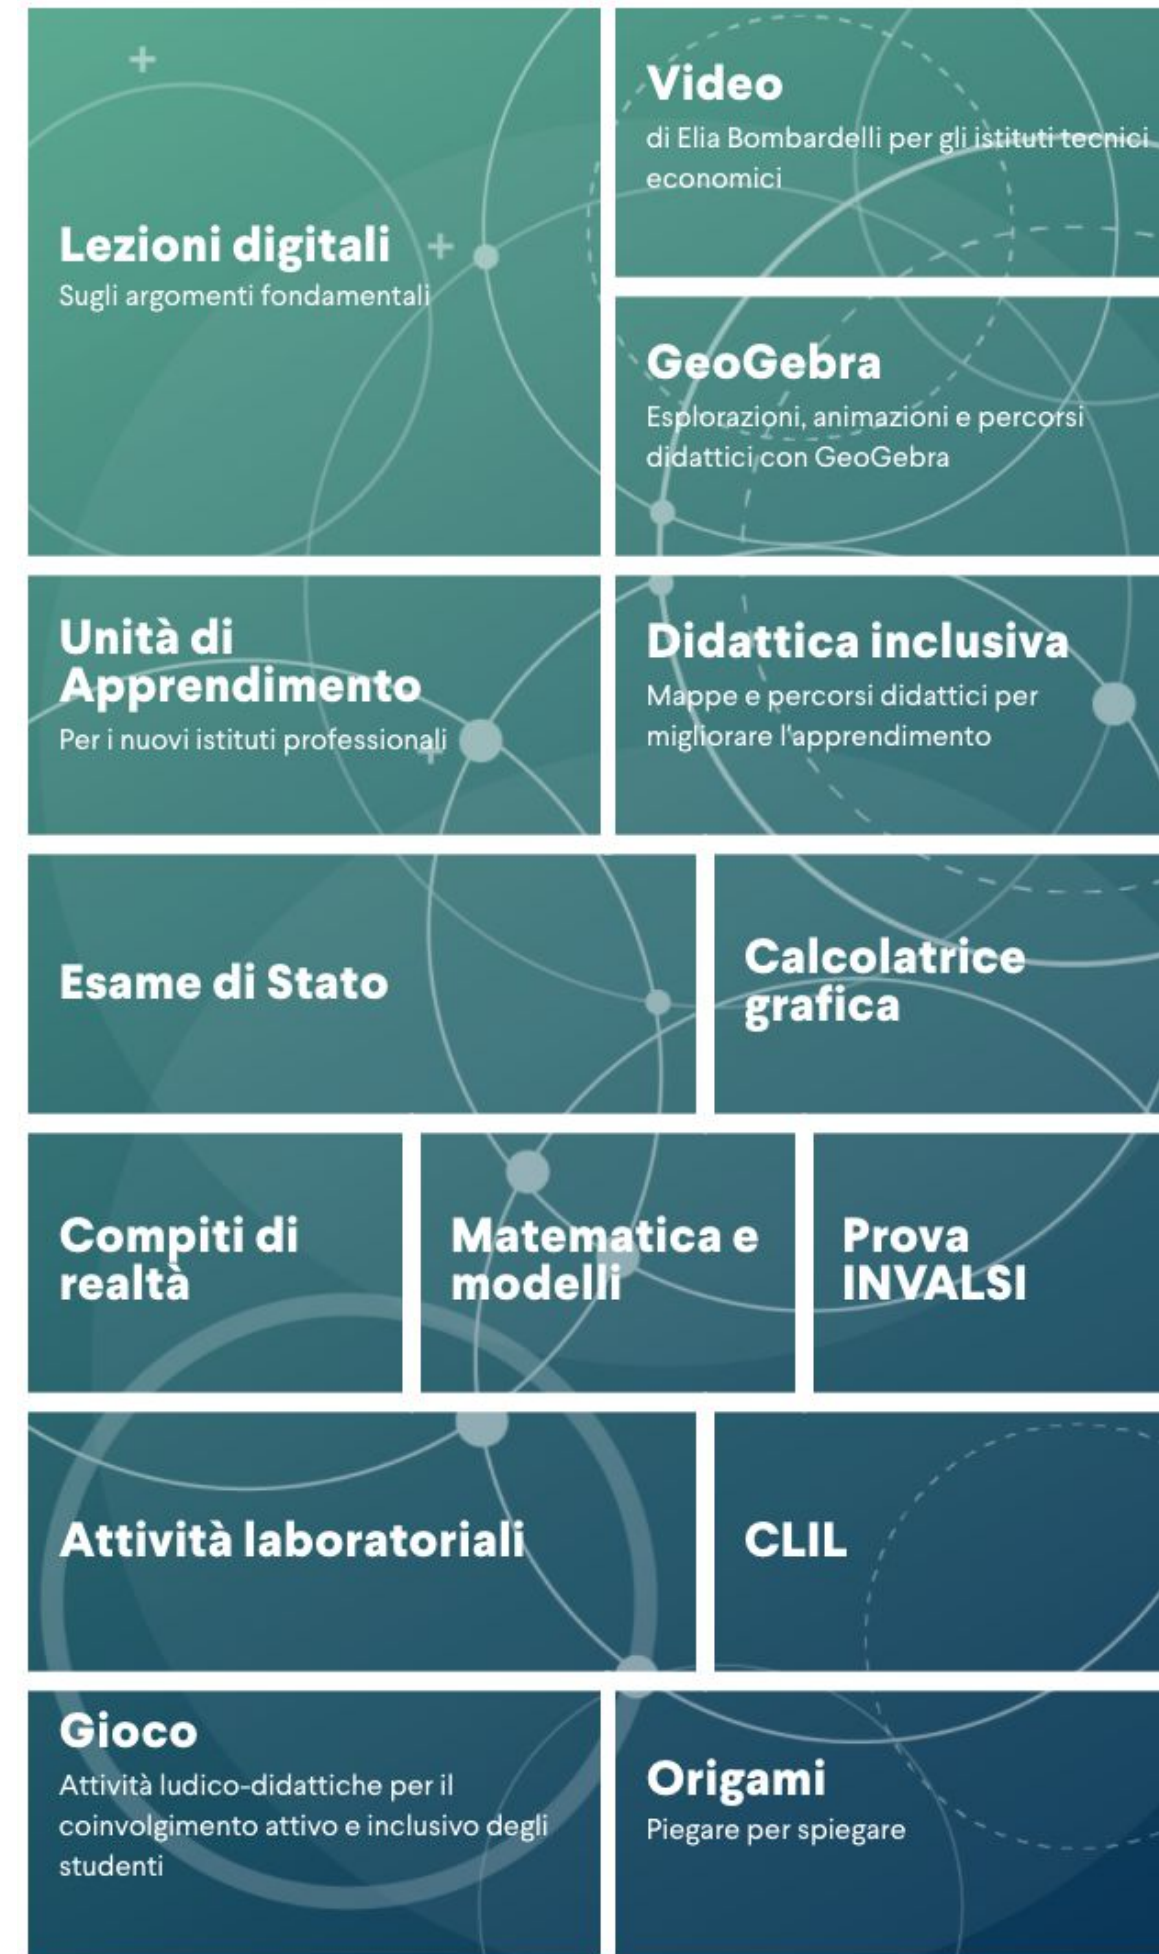 Lezioni digitali
Sugli argomenti fondamentali
Video
di Elia Bombardelli per gli istituti tecnici
economici
GeoGebra
Esplorazioni, animazioni e percorsi
didattici con GeoGebra
Unità di
Apprendimento
Per i nuovi istituti professionali
Didattica inclusiva
Mappe e percorsi didattici per
migliorare l'apprendimento
Esame di Stato
Calcolatrice
grafica
Compiti di
realtà
Matematica e
modelli
Prova
INVALSI
Attività laboratoriali
CLIL
Gioco
Attività ludico-didattiche per il
coinvolgimento attivo e inclusivo degli
studenti
Origami
Piegare per spiegare